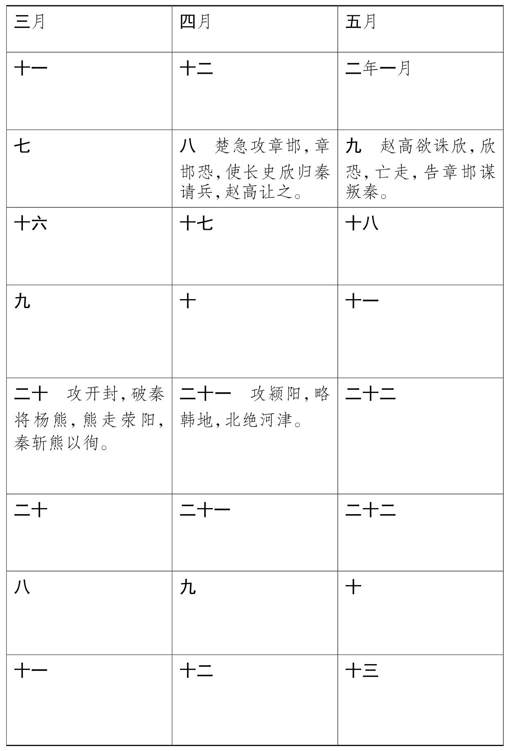 三月 四月 五月
十一 十二 二年一月
七 八 楚急攻章邯,章 九 赵高欲诛欣,欣
邯恐,使长史欣归秦 恐,亡走,告章邯谋
请兵,赵高让之。 叛秦。
十六 十七 十八
九 十 十一
二十 攻开封,破秦 二十一 攻颍阳,略 二十二
将杨熊,熊走荥阳, 韩地,北绝河津。
秦斩熊以徇。
二十 二十一 二十二
八 九 十
十一 十二 十三